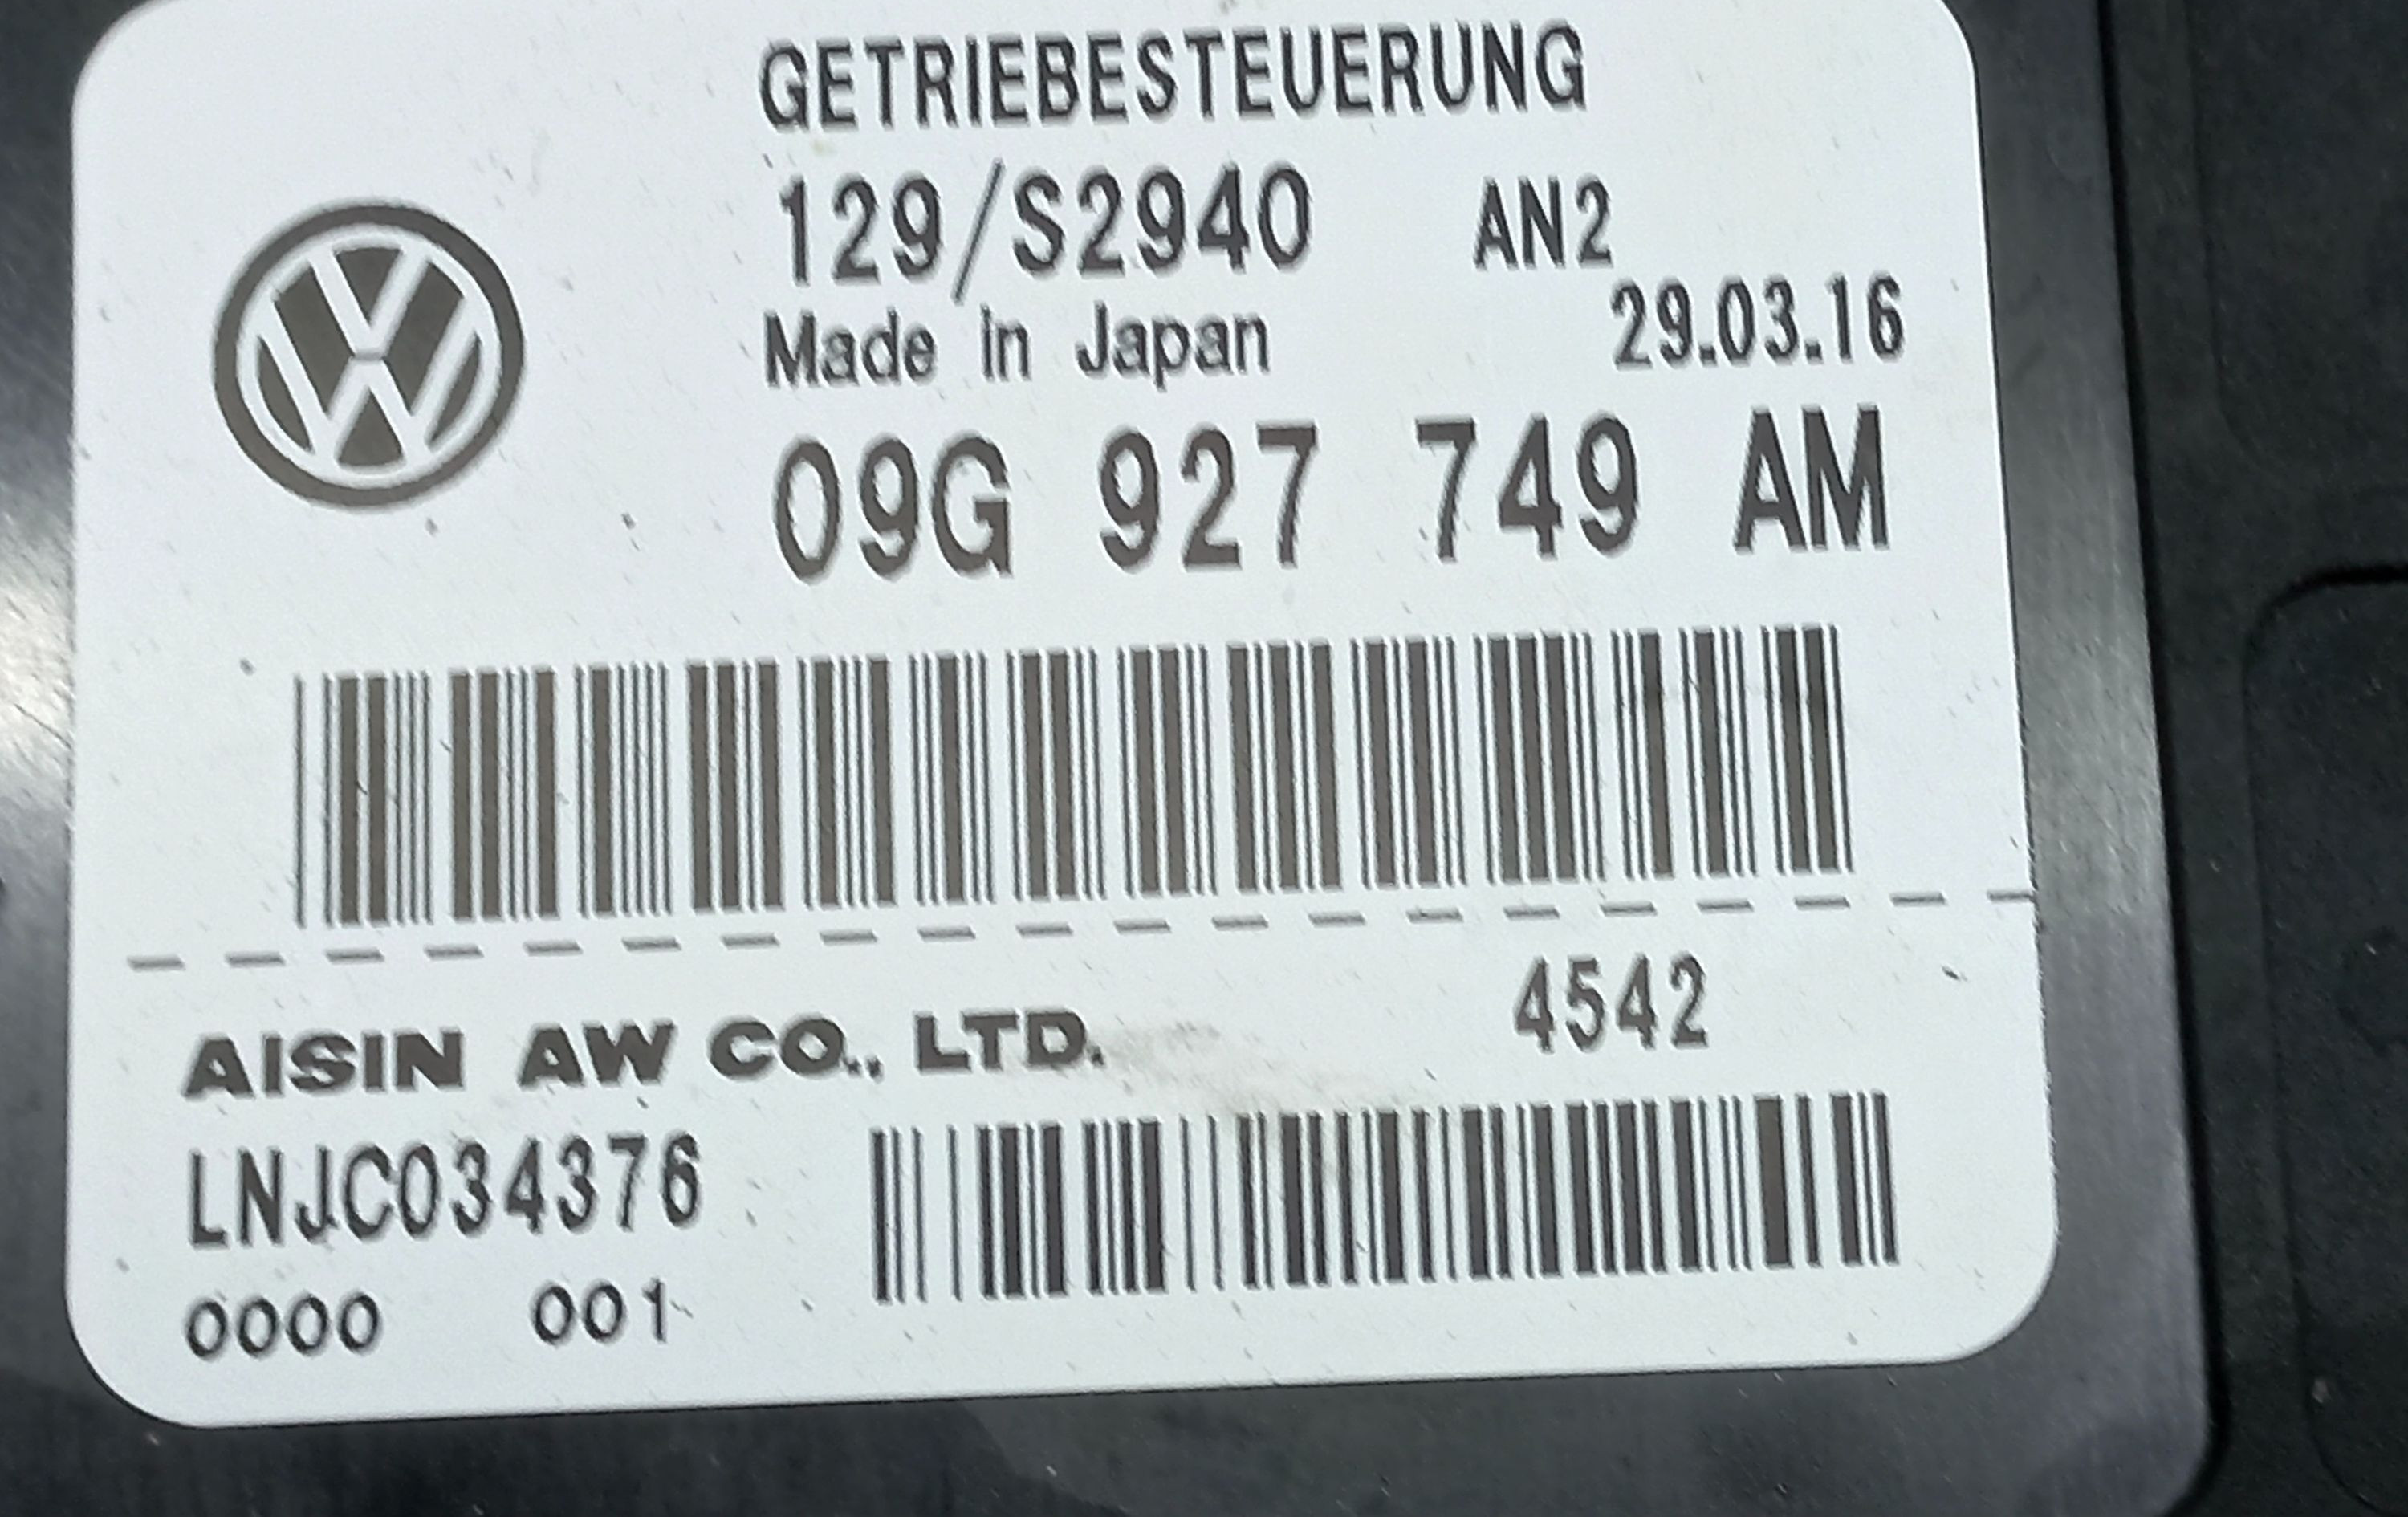 GETRIEBESTEUERUNG
129/S2940 AN2
Made in Japan 29.03.16
09G 927 749 AM
AISIN AW CO., LTD. 4542
LNJC034376
0000 001